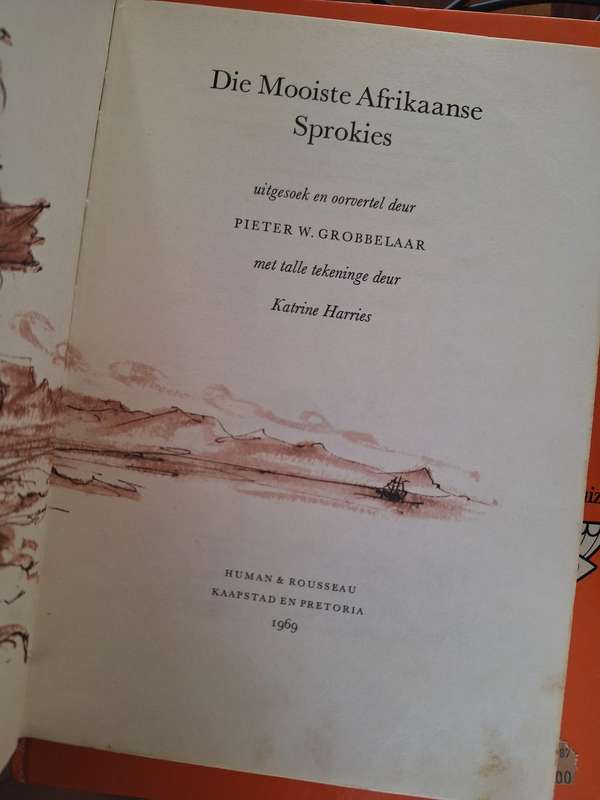 Die Mooiste Afrikaanse
Sprokies
uitgesoek en oorvertel deur
PIETER W. GROBBELAAR
met talle tekeninge deur
Katrine Harries
HUMAN & ROUSSEAU
KAAPSTAD EN PRETORIA
1969